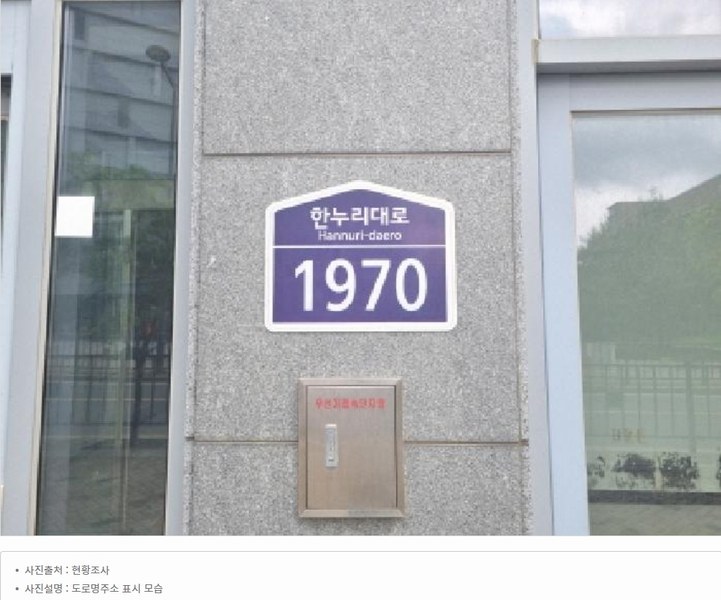 한누리대로
Hannuri-daero
1970
• 사진출처 : 현황조사
• 사진설명 : 도로명주소 표시 모습